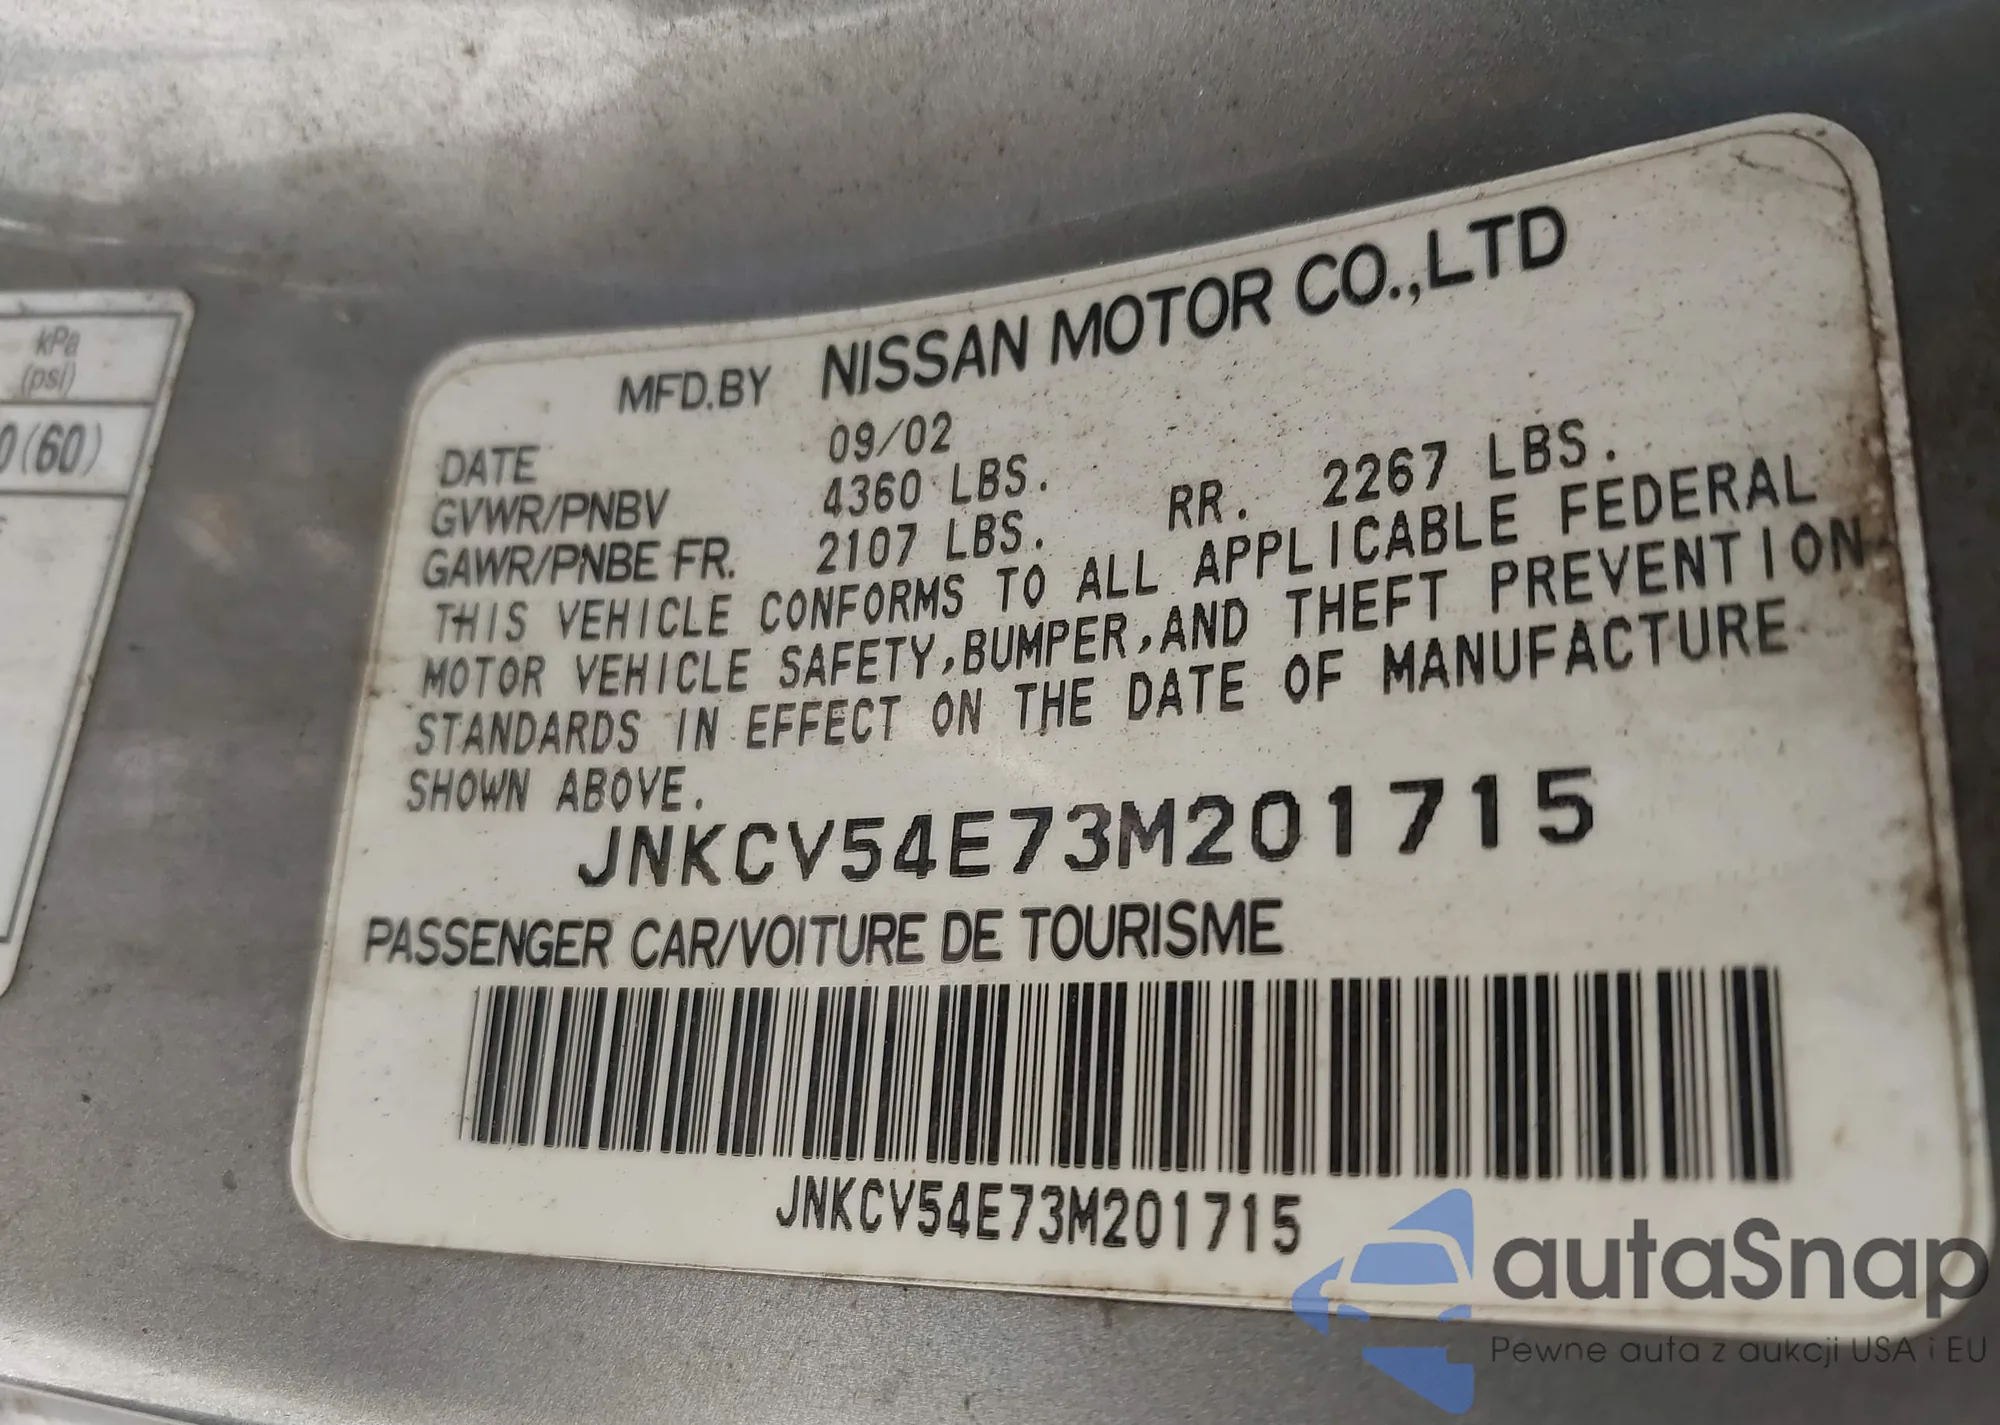 kPa
(psi)
0(60)
MFD.BY NISSAN MOTOR CO.,LTD
DATE 09/02
GVWR/PNBV 4360 LBS.
GAWR/PNBE FR. 2107 LBS. RR. 2267 LBS.
THIS VEHICLE CONFORMS TO ALL APPLICABLE FEDERAL
MOTOR VEHICLE SAFETY,BUMPER,AND THEFT PREVENTION
STANDARDS IN EFFECT ON THE DATE OF MANUFACTURE
SHOWN ABOVE.
JNKCV54E73M201715
PASSENGER CAR/VOITURE DE TOURISME
JNKCV54E73M201715
autaSnap
Pewne auta z aukcji USA i EU